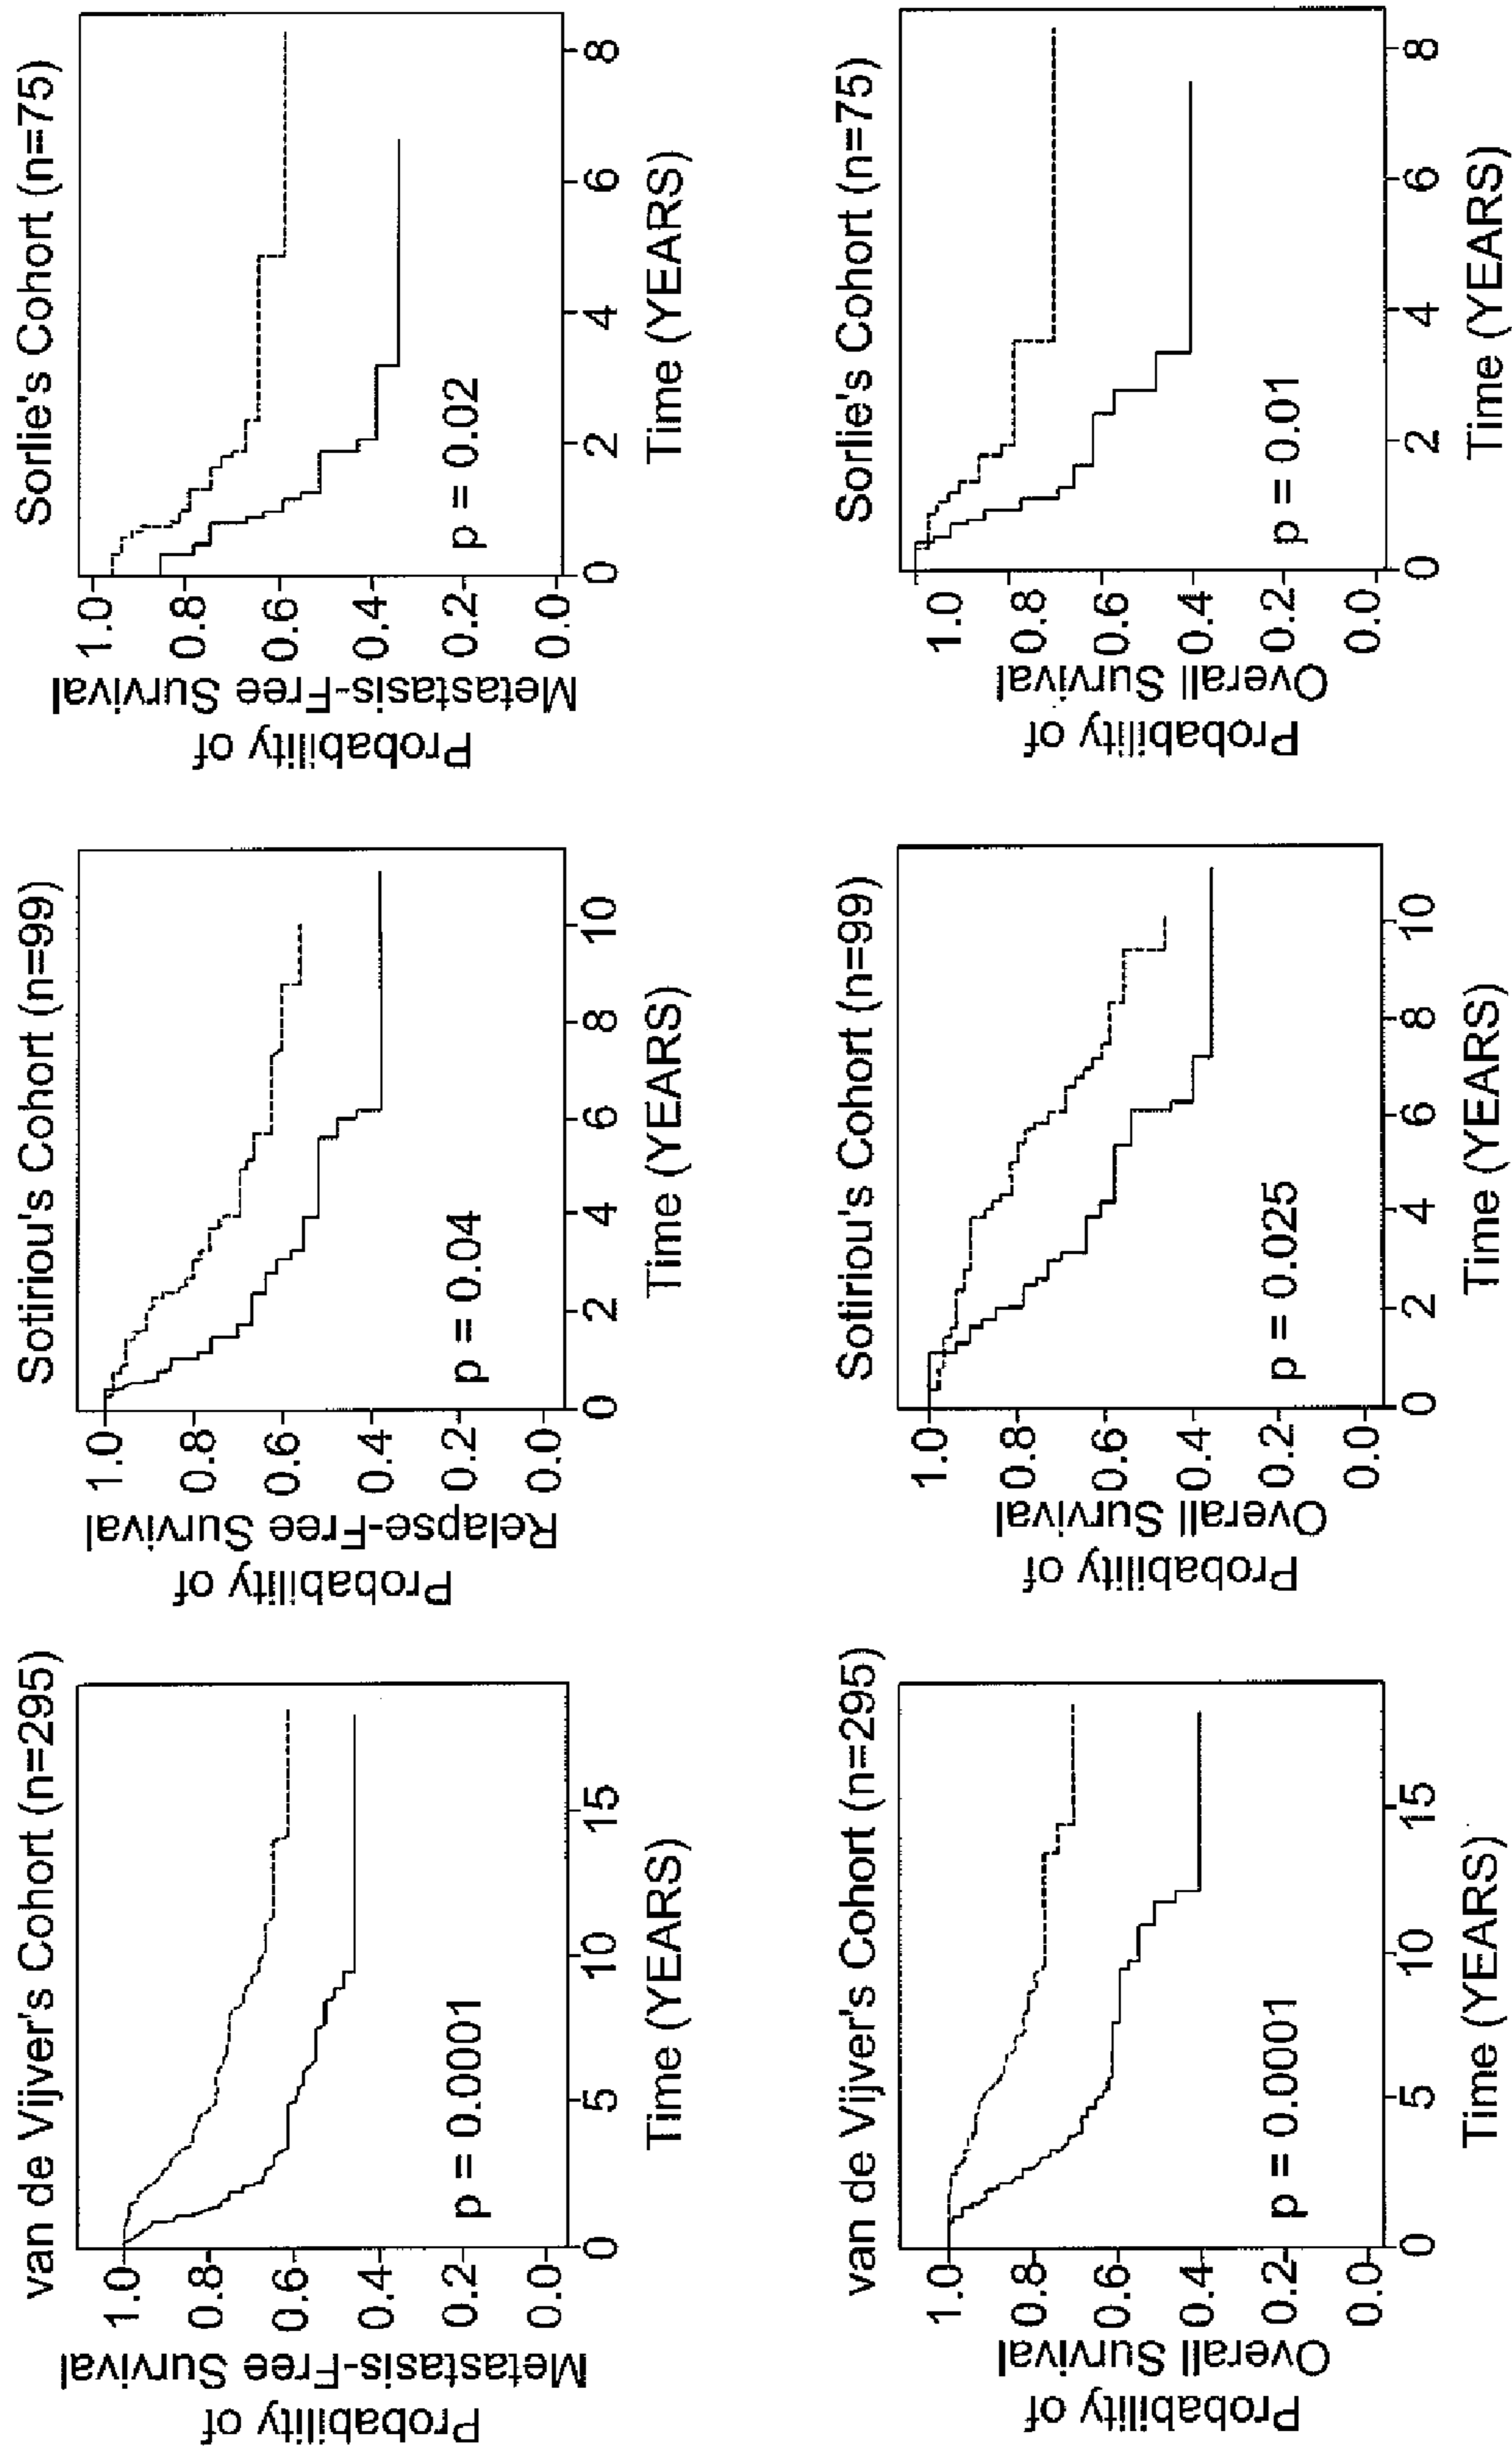 van de Vijver's Cohort (n=295)
Probability of
Metastasis-Free Survival
1.0
0.8
0.6
0.4
0.2
0.0
p = 0.0001
0 5 10 15
Time (YEARS)
Sotiriou's Cohort (n=99)
Probability of
Relapse-Free Survival
1.0
0.8
0.6
0.4
0.2
0.0
p = 0.04
0 2 4 6 8 10
Time (YEARS)
Sorlie's Cohort (n=75)
Probability of
Metastasis-Free Survival
1.0
0.8
0.6
0.4
0.2
0.0
p = 0.02
0 2 4 6 8
Time (YEARS)
van de Vijver's Cohort (n=295)
Probability of
Overall Survival
1.0
0.8
0.6
0.4
0.2
0.0
p = 0.0001
0 5 10 15
Time (YEARS)
Sotiriou's Cohort (n=99)
Probability of
Overall Survival
1.0
0.8
0.6
0.4
0.2
0.0
p = 0.025
0 2 4 6 8 10
Time (YEARS)
Sorlie's Cohort (n=75)
Probability of
Overall Survival
1.0
0.8
0.6
0.4
0.2
0.0
p = 0.01
0 2 4 6 8
Time (YEARS)